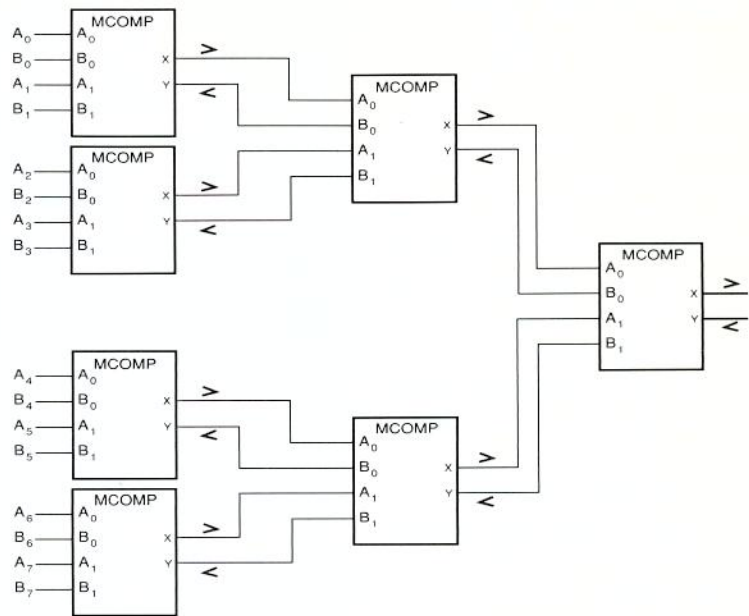 MCOMP
A₀ A₀
B₀ B₀ X >
A₁ A₁ Y <
B₁ B₁
MCOMP
A₂ A₀
B₂ B₀ X >
A₃ A₁ Y <
B₃ B₁
MCOMP
A₀
B₀ X >
A₁ Y <
B₁
MCOMP
A₀
B₀ X >
A₁ Y <
B₁
MCOMP
A₄ A₀
B₄ B₀ X >
A₅ A₁ Y <
B₅ B₁
MCOMP
A₆ A₀
B₆ B₀ X >
A₇ A₁ Y <
B₇ B₁
MCOMP
A₀
B₀ X >
A₁ Y <
B₁